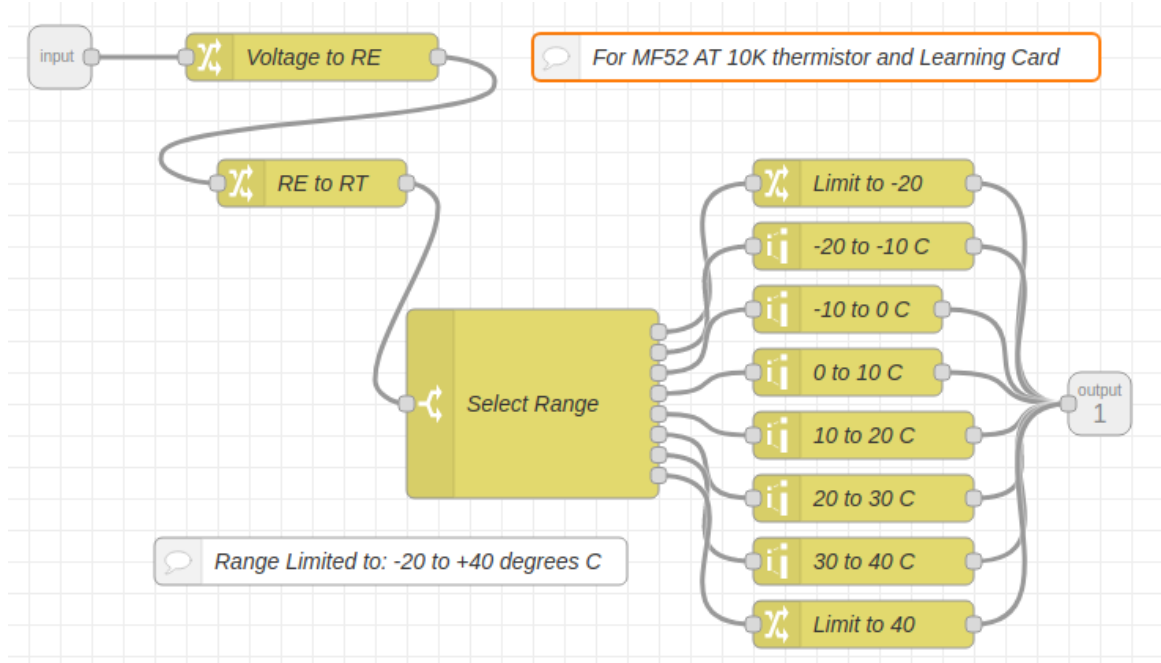 input
Voltage to RE
For MF52 AT 10K thermistor and Learning Card
RE to RT
Limit to -20
-20 to -10 C
-10 to 0 C
0 to 10 C
output
1
Select Range
10 to 20 C
20 to 30 C
Range Limited to: -20 to +40 degrees C
30 to 40 C
Limit to 40